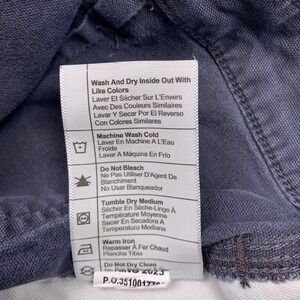 Wash And Dry Inside Out With
Like Colors
Laver et Sécher Sur L'Envers
Avec Des Couleurs Similaires
Lavar Y Secar Por El Reverso
Con Colores Similares
Machine Wash Cold
Laver En Machine A L'Eau
Froide
Lavar A Máquina En Frío
Do Not Bleach
Ne Pas Utiliser D'Agent De
Blanchiment
No Usar Blanqueador
Tumble Dry Medium
Sécher En Sèche-Linge À
Température Moyenne
Secar En Secadora A
Temperatura Media
Warm Iron
Repasser À Fer Chaud
Plancha Tibia
Do Not Dry Clean
2023